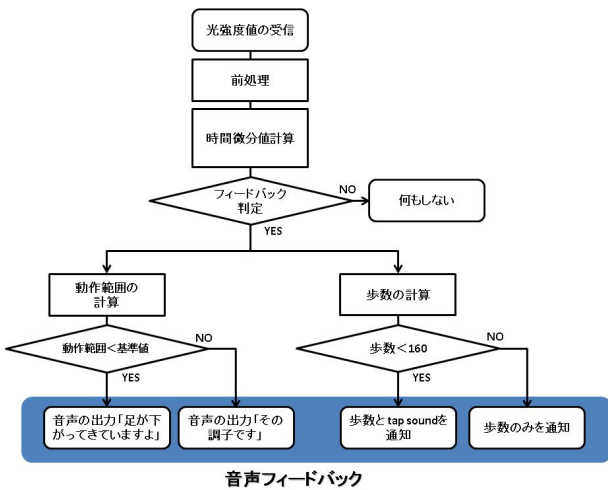 光強度値の受信
前処理
時間微分値計算
フィードバック
判定
NO
何もしない
YES
動作範囲の
計算
歩数の計算
動作範囲<基準値
NO
歩数<160
NO
YES
YES
音声の出力「足が下
がってきていますよ」
音声の出力「その
調子です」
歩数とtap soundを
通知
歩数のみを通知
音声フィードバック